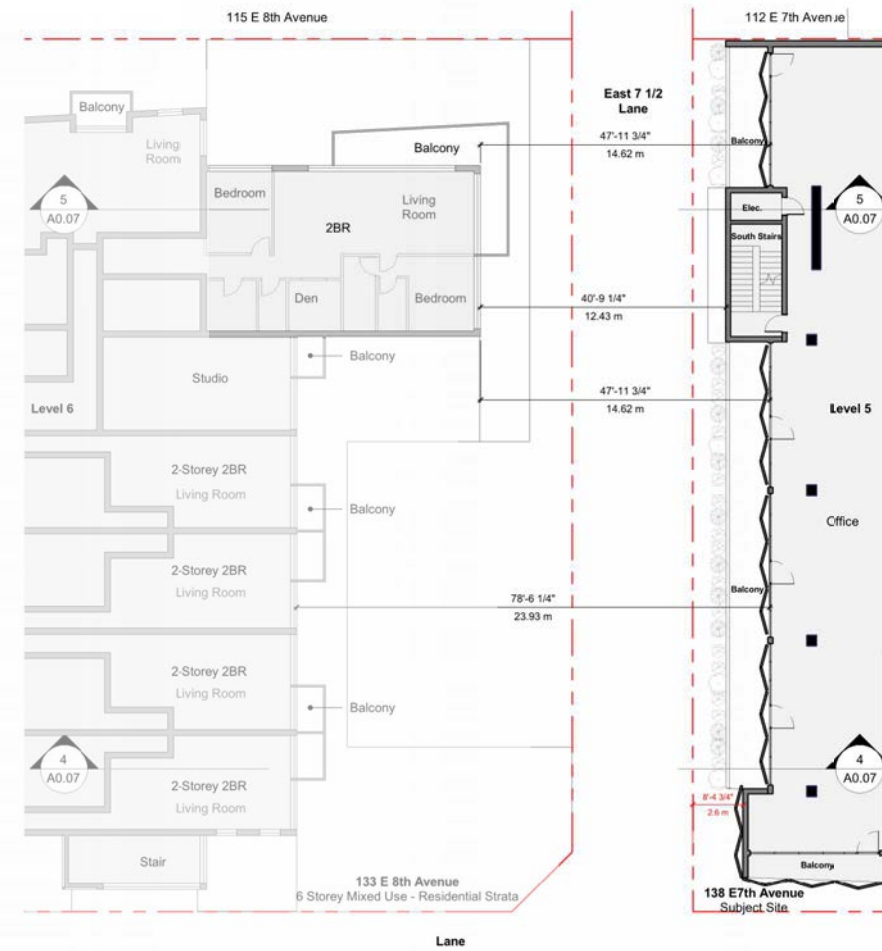 115 E 8th Avenue
112 E 7th Avenue
East 7 1/2
Lane
Balcony
Living
Room
47'-11 3/4"
14.62 m
Balcony
Balcony
5
A0.07
Bedroom
Living
Room
2BR
Elec.
5
A0.07
South Stairs
Den
Bedroom
40'-9 1/4"
12.43 m
Balcony
Studio
47'-11 3/4"
14.62 m
Level 6
Level 5
2-Storey 2BR
Living Room
Balcony
Office
2-Storey 2BR
Living Room
Balcony
78'-6 1/4"
23.93 m
2-Storey 2BR
Living Room
Balcony
4
A0.07
2-Storey 2BR
Living Room
4
A0.07
8'-4 3/4"
2.6 m
Stair
Balcony
133 E 8th Avenue
6 Storey Mixed Use - Residential Strata
138 E7th Avenue
Subject Site
Lane